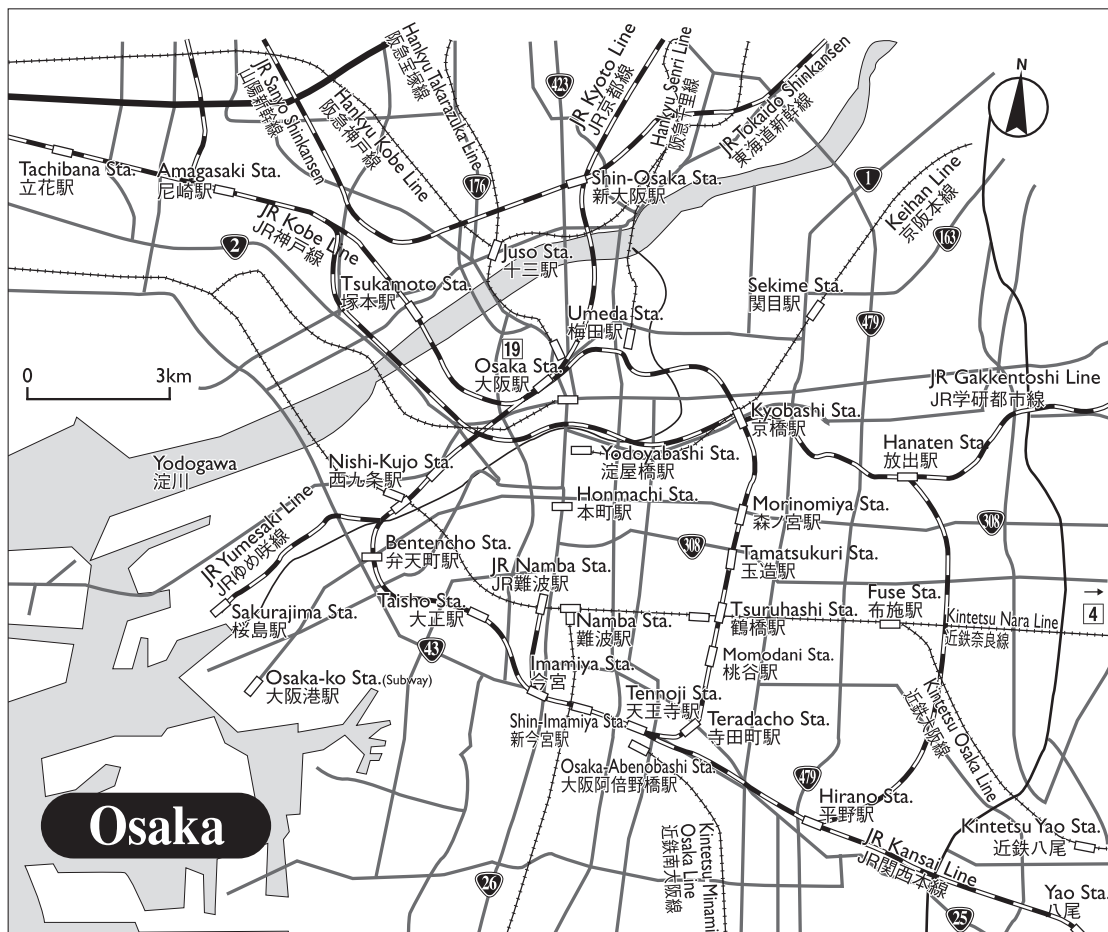 N
JR Sanyo Shinkansen
山陽新幹線
Hankyu Kobe Line
阪急神戸線
Hankyu Takarazuka Line
阪急宝塚線
423
JR Kyoto Line
JR京都線
Hankyu Senri Line
阪急千里線
JR-Tokaido Shinkansen
東海道新幹線
Tachibana Sta.
立花駅
Amagasaki Sta.
尼崎駅
176
Shin-Osaka Sta.
新大阪駅
1
Keihan Line
京阪本線
163
JR Kobe Line
JR神戸線
2
Juso Sta.
十三駅
Tsukamoto Sta.
塚本駅
Sekime Sta.
関目駅
Umeda Sta.
梅田駅
479
19
Osaka Sta.
大阪駅
0 3km
JR Gakkentoshi Line
JR学研都市線
Kyobashi Sta.
京橋駅
Hanaten Sta.
放出駅
Yodogawa
淀川
Nishi-Kujo Sta.
西九条駅
Yodoyabashi Sta.
淀屋橋駅
Honmachi Sta.
本町駅
Morinomiya Sta.
森ノ宮駅
308
308
JR Yumesaki Line
JRゆめ咲線
Bentencho Sta.
弁天町駅
Tamatsukuri Sta.
玉造駅
JR Namba Sta.
JR難波駅
Sakurajima Sta.
桜島駅
Taisho Sta.
大正駅
Namba Sta.
難波駅
Tsuruhashi Sta.
鶴橋駅
Fuse Sta.
布施駅
Kintetsu Nara Line
近鉄奈良線
→
4
43
Momodani Sta.
桃谷駅
Imamiya Sta.
今宮
Osaka-ko Sta.(Subway)
大阪港駅
Tennoji Sta.
天王寺駅
Shin-Imamiya Sta.
新今宮駅
Teradacho Sta.
寺田町駅
Kintetsu Osaka Line
近鉄大阪線
Osaka-Abenobashi Sta.
大阪阿倍野橋駅
479
Hirano Sta.
平野駅
Osaka
Kintetsu Minami
Osaka Line
近鉄南大阪線
Kintetsu Yao Sta.
近鉄八尾
JR Kansai Line
JR関西本線
26
25
Yao Sta.
八尾